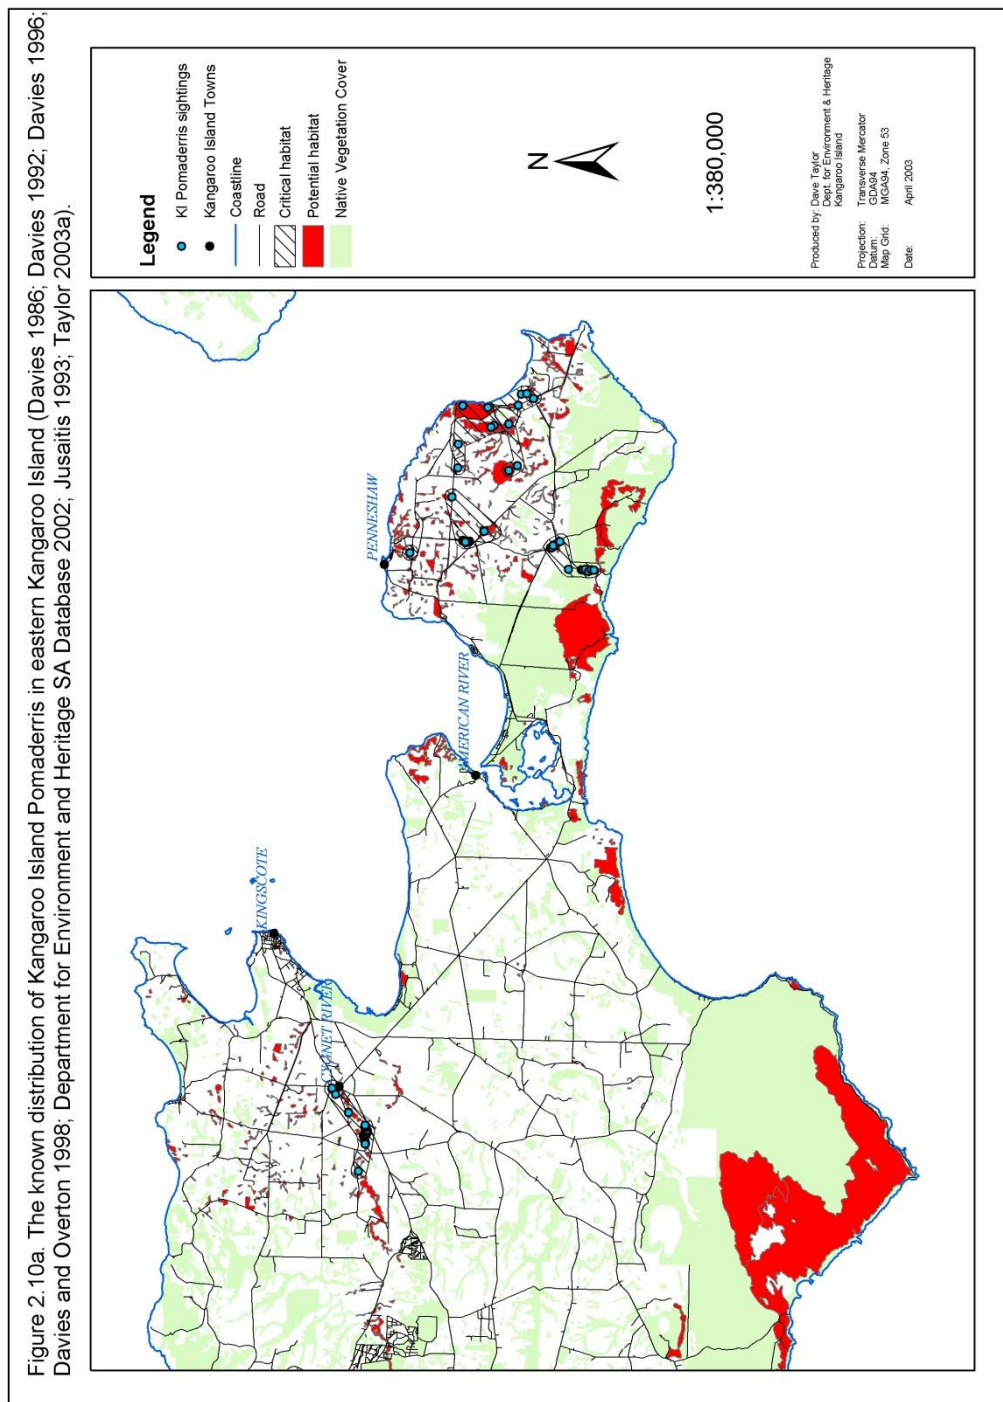 Figure 2.10a. The known distribution of Kangaroo Island Pomaderris in eastern Kangaroo Island (Davies 1986; Davies 1992; Davies 1996;
Davies and Overton 1998; Department for Environment and Heritage SA Database 2002; Jusaitis 1993; Taylor 2003a).
KINGSCOTE
CYGNET RIVER
AMERICAN RIVER
PENNESHAW
Legend
KI Pomaderris sightings
Kangaroo Island Towns
Coastline
Road
Critical habitat
Potential habitat
Native Vegetation Cover
N
1:380,000
Produced by: Dave Taylor
Dept. for Environment & Heritage
Kangaroo Island
Projection: Transverse Mercator
Datum: GDA94
Map Grid: MGA94, Zone 53
Date: April 2003